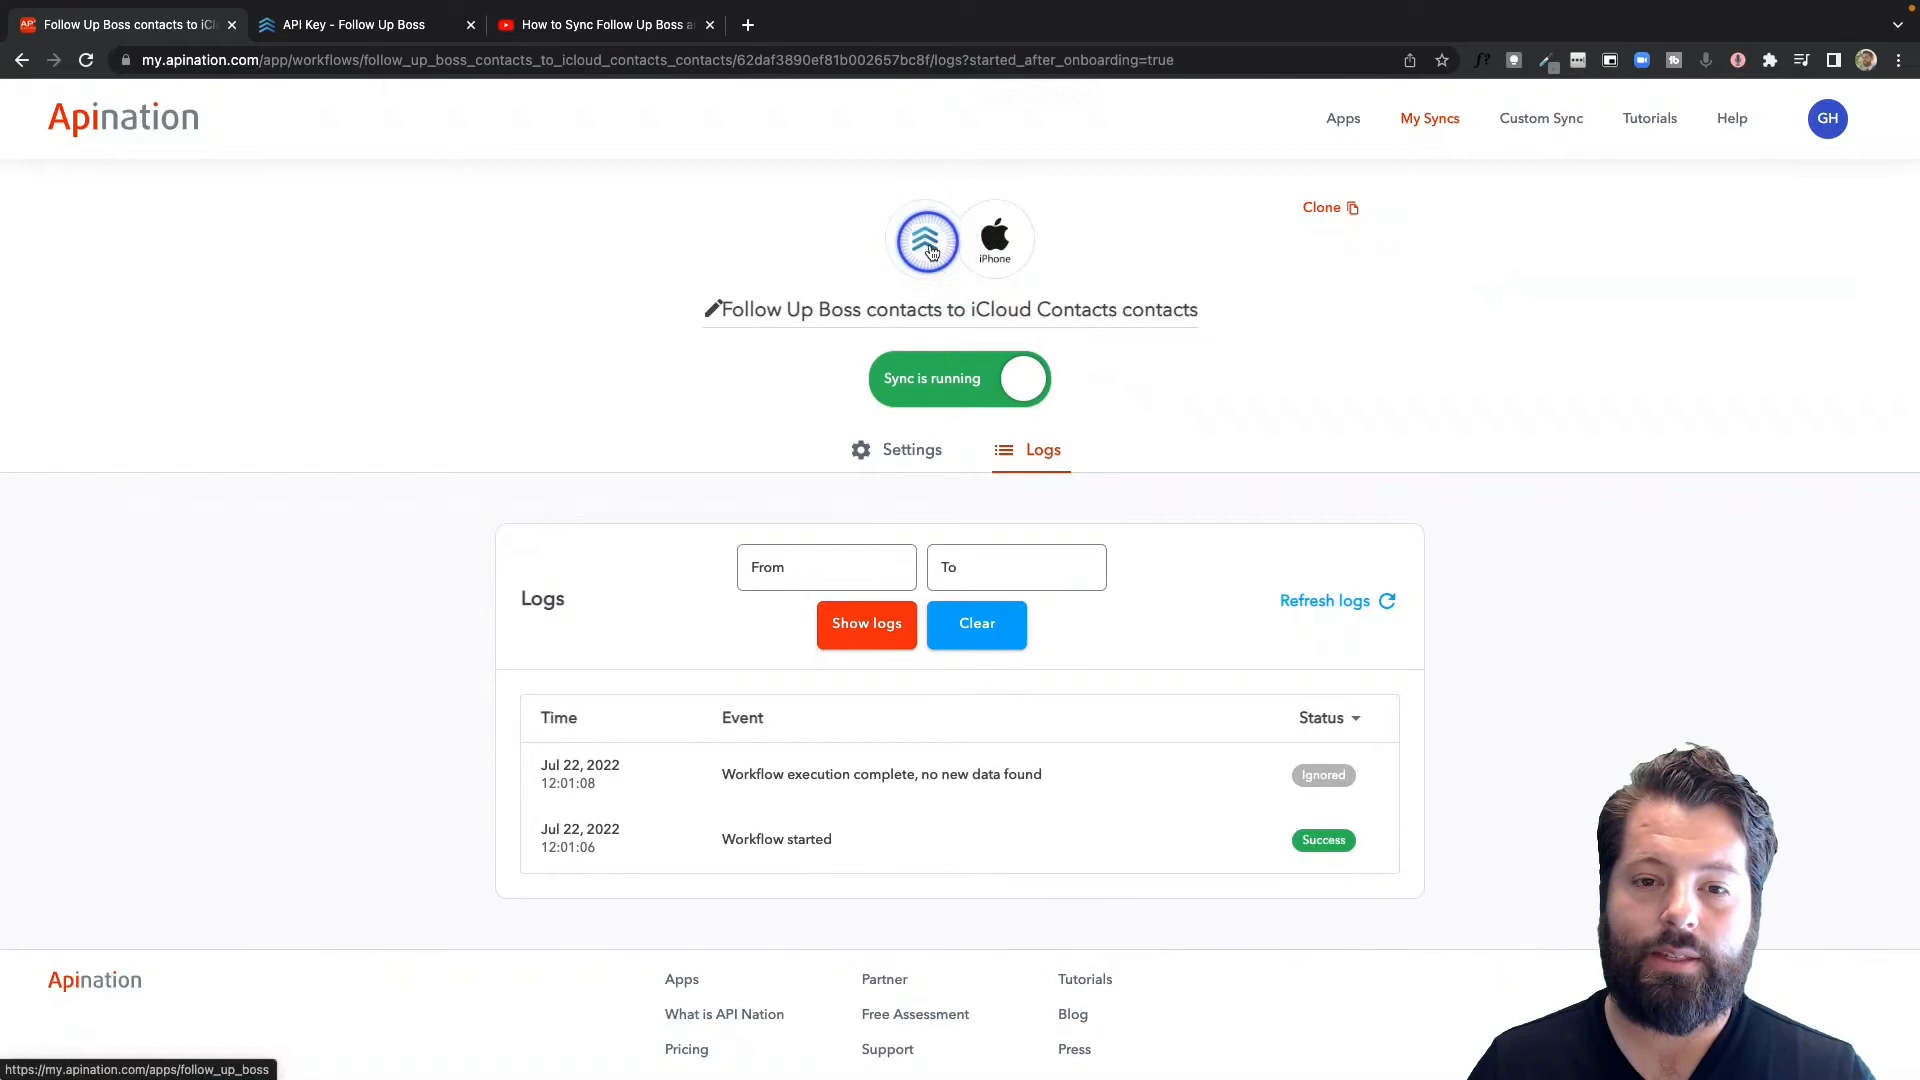 Follow Up Boss contacts to iCl
API Key - Follow Up Boss
How to Sync Follow Up Boss a
my.apination.com/app/workflows/follow_up_boss_contacts_to_icloud_contacts_contacts/62daf3890ef81b002657bc8f/logs?started_after_onboarding=true
Apination
Apps
My Syncs
Custom Sync
Tutorials
Help
GH
Clone
iPhone
Follow Up Boss contacts to iCloud Contacts contacts
Sync is running
Settings
Logs
Logs
From
To
Show logs
Clear
Refresh logs
Time Event Status
Jul 22, 2022
12:01:08
Workflow execution complete, no new data found
Ignored
Jul 22, 2022
12:01:06
Workflow started
Success
Apination
Apps Partner Tutorials
What is API Nation Free Assessment Blog
Pricing Support Press
https://my.apination.com/apps/follow_up_boss